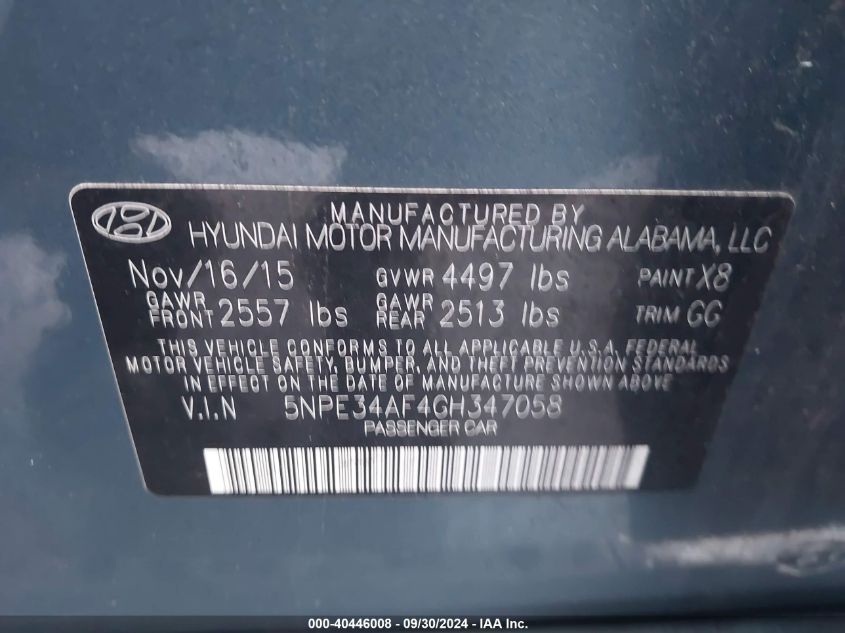 MANUFACTURED BY
HYUNDAI MOTOR MANUFACTURING ALABAMA, LLC
Nov/16/15 GVWR 4497 lbs PAINT X8
GAWR FRONT 2557 lbs GAWR REAR 2513 lbs TRIM GG
THIS VEHICLE CONFORMS TO ALL APPLICABLE U.S.A. FEDERAL
MOTOR VEHICLE SAFETY, BUMPER, AND THEFT PREVENTION STANDARDS
IN EFFECT ON THE DATE OF MANUFACTURE SHOWN ABOVE
V.I.N 5NPE34AF4GH347058
PASSENGER CAR
000-40446008 - 09/30/2024 - IAA Inc.